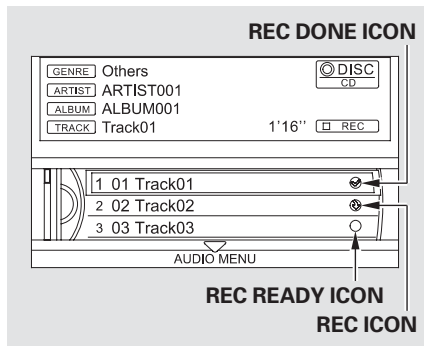 REC DONE ICON
GENRE Others
DISC
CD
ARTIST ARTIST001
ALBUM ALBUM001
TRACK Track01 1'16'' REC
1 01 Track01
2 02 Track02
3 03 Track03
AUDIO MENU
REC READY ICON
REC ICON